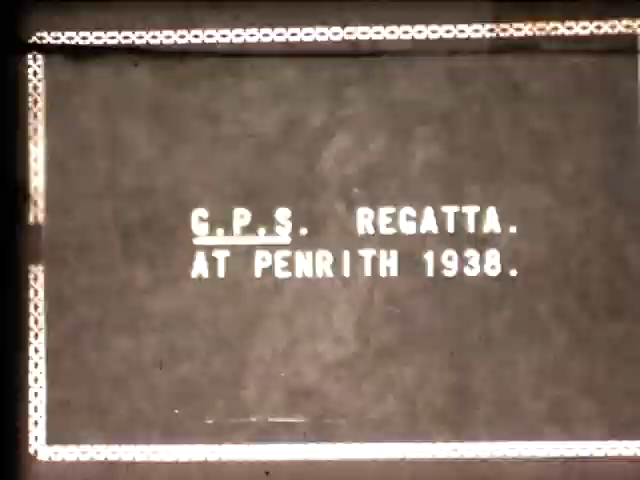 G.P.S. REGATTA.
AT PENRITH 1938.